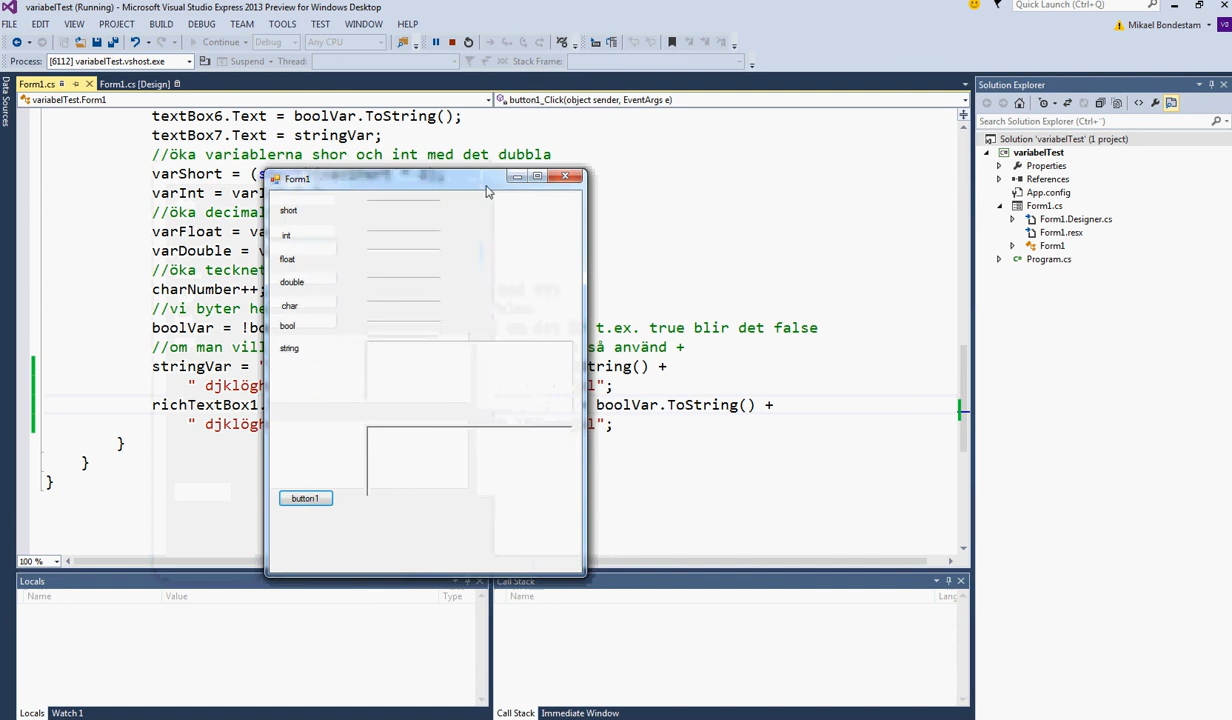 variabelTest (Running) - Microsoft Visual Studio Express 2013 Preview for Windows Desktop
Quick Launch (Ctrl+Q)
FILE EDIT VIEW PROJECT BUILD DEBUG TEAM TOOLS TEST WINDOW HELP
Mikael Bondestam
Continue Debug Any CPU
Process: [6112] variabelTest.vshost.exe Suspend Thread: Stack Frame:
Data Sources
Form1.cs Form1.cs [Design]
variabelTest.Form1 button1_Click(object sender, EventArgs e)
textBox6.Text = boolVar.ToString();
textBox7.Text = stringVar;
//öka variablerna shor och int med det dubbla
varShort = (
varInt =
//öka decimal
varFloat =
varDouble =
//öka tecknet
charNumber++;
//vi byter
boolVar = t.ex. true blir det false
//om man vill så använd +
stringVar = " string() +
" djklögh l";
richTextBox1. boolVar.ToString() +
" djklögh l";
}
}
}
Form1
short
int
float
double
char
bool
string
button1
100 %
Locals
Name Value Type
Locals Watch 1
Call Stack
Name Lang
Call Stack Immediate Window
Solution Explorer
Search Solution Explorer (Ctrl+¨)
Solution 'variabelTest' (1 project)
variabelTest
Properties
References
App.config
Form1.cs
Form1.Designer.cs
Form1.resx
Form1
Program.cs